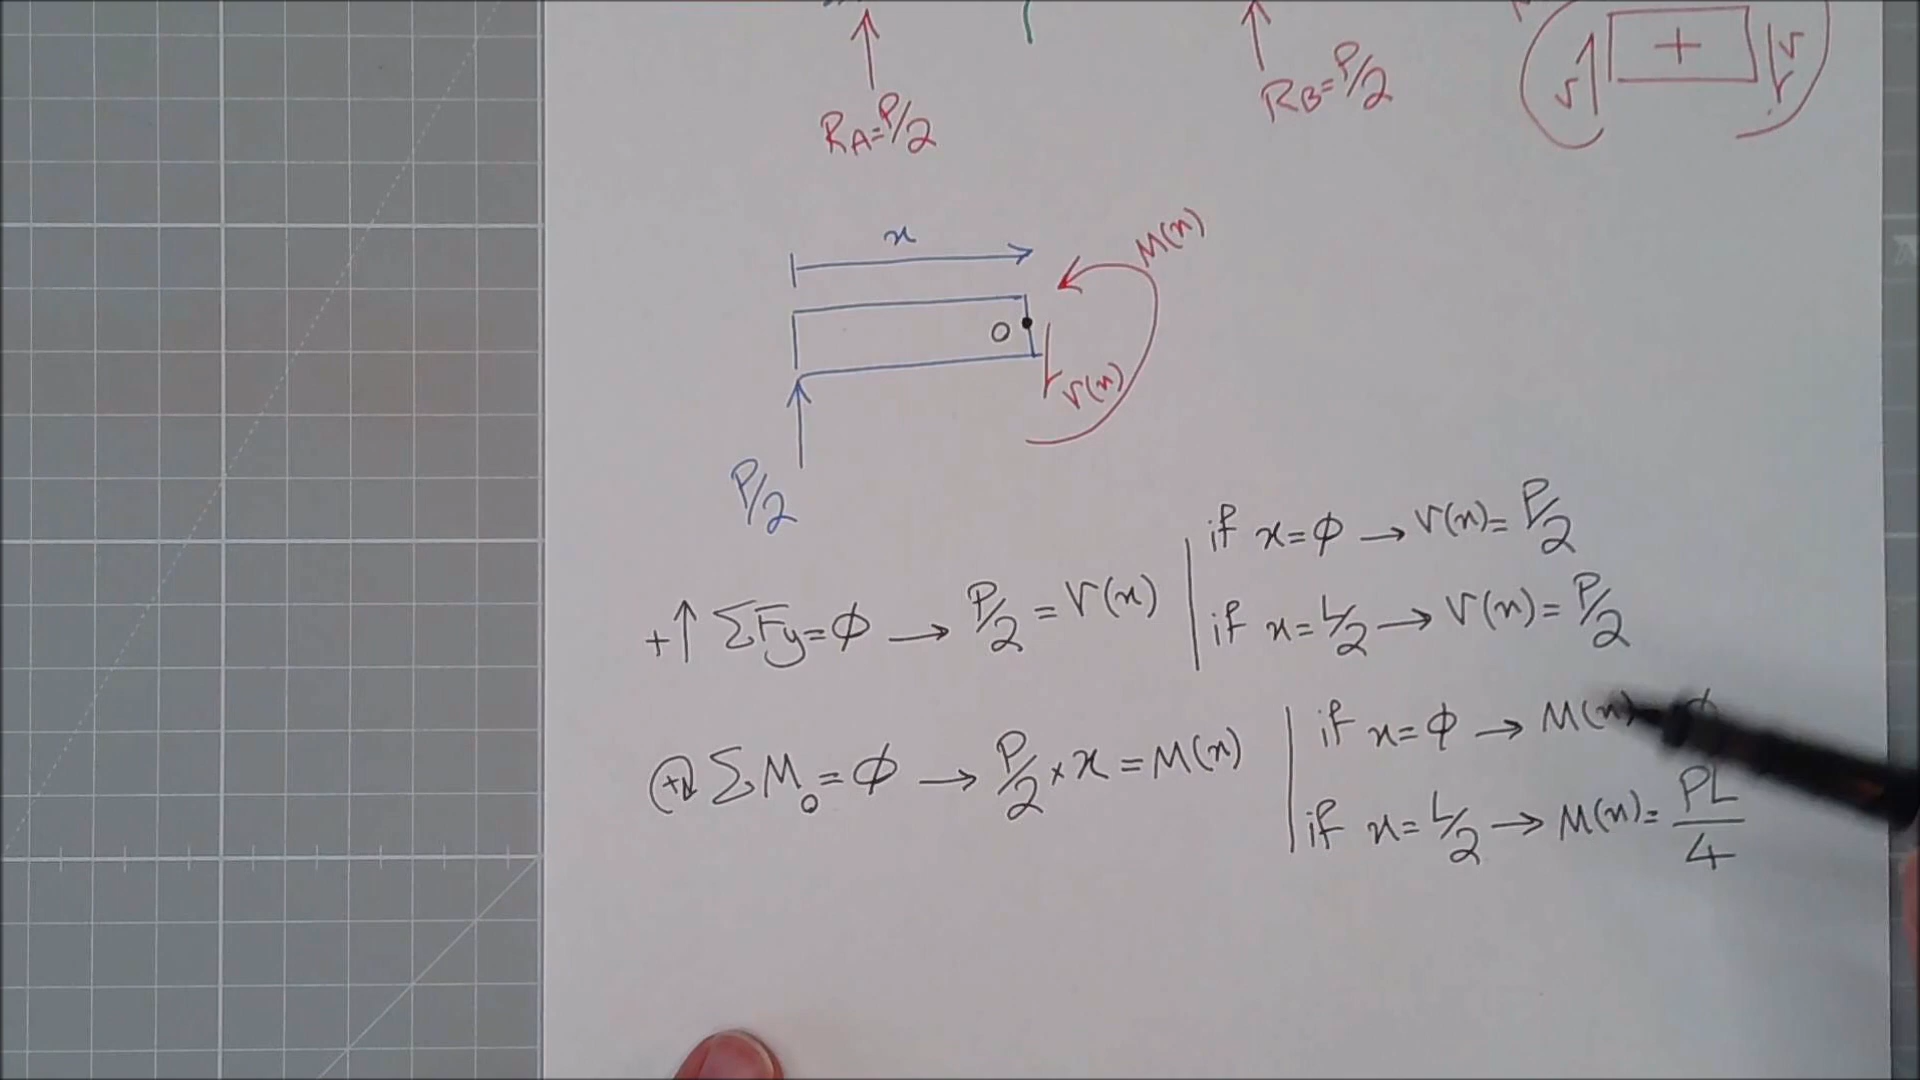 RA=P/2
RB=P/2
V + V
x
M(x)
O
V(x)
P/2
if x=ϕ → V(x)=P/2
+↑ ΣFy=ϕ → P/2=V(x)
if x=L/2 → V(x)=P/2
if x=ϕ → M(x) ϕ
+ ΣMo=ϕ → P/2×x=M(x)
if x=L/2 → M(x)=PL/4